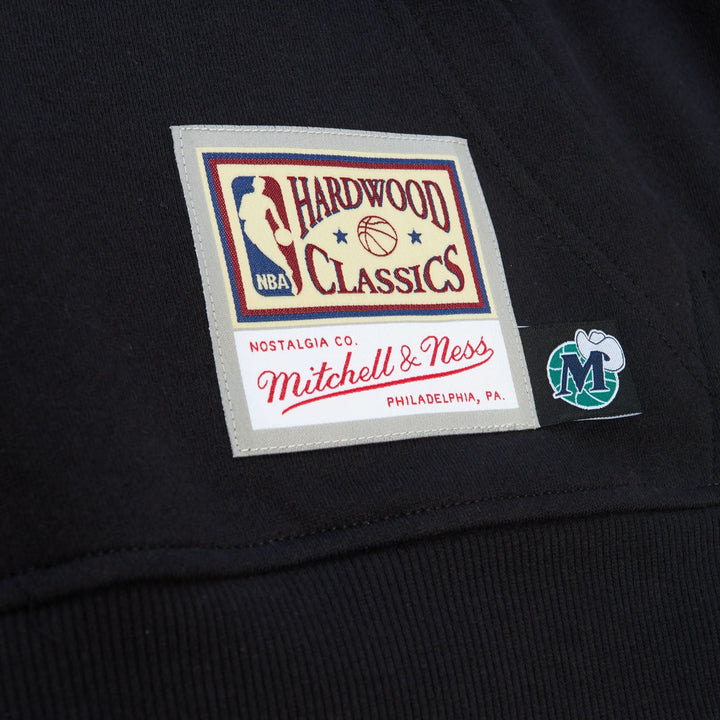 HARDWOOD
CLASSICS
NBA
NOSTALGIA CO.
Mitchell & Ness
PHILADELPHIA, PA.
M